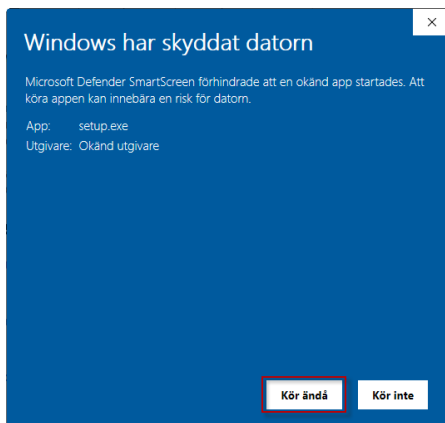 Windows har skyddat datorn
Microsoft Defender SmartScreen förhindrade att en okänd app startades. Att
köra appen kan innebära en risk för datorn.
App: setup.exe
Utgivare: Okänd utgivare
Kör ändå Kör inte